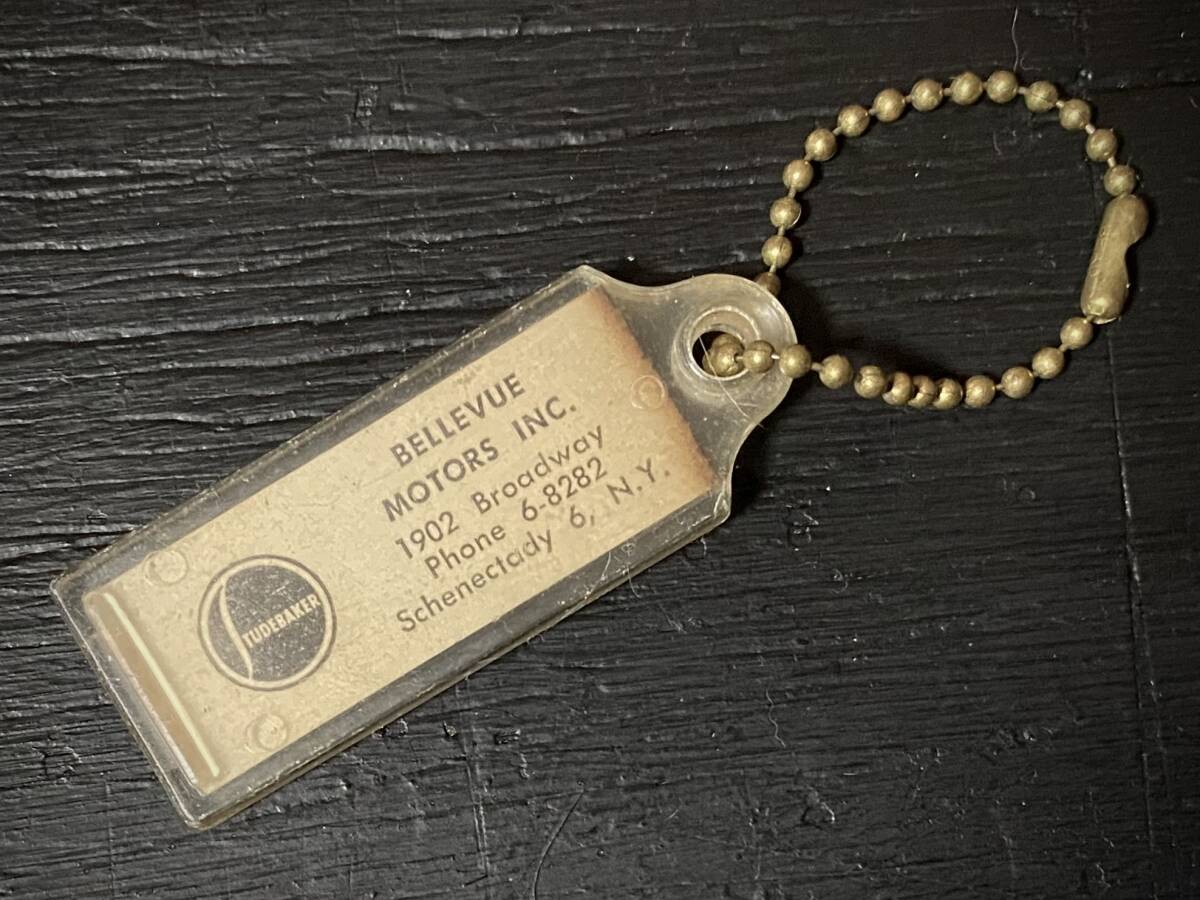 BELLEVUE
MOTORS INC.
1902 Broadway
Phone 6-8282
Schenectady 6, N.Y.
STUDEBAKER